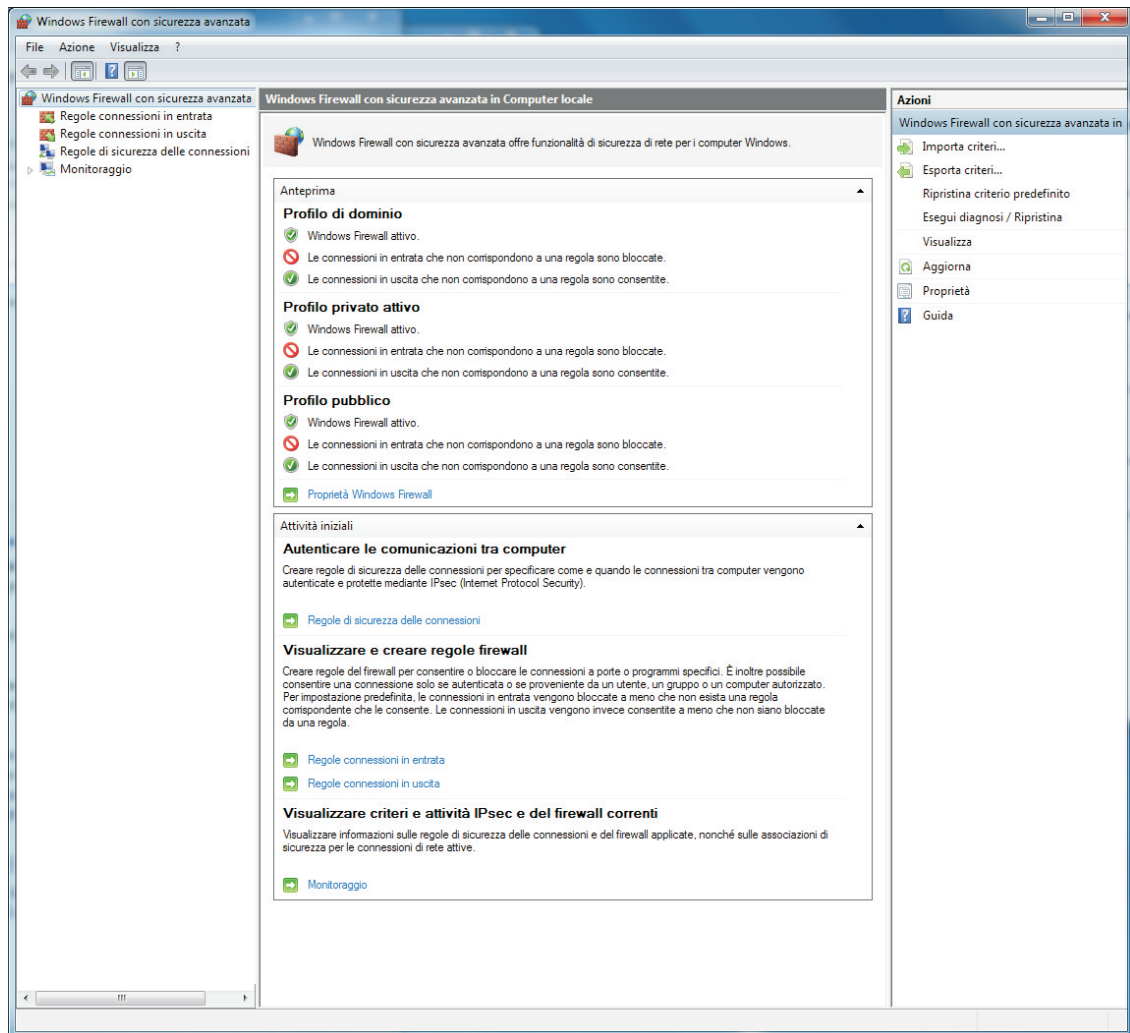 Windows Firewall con sicurezza avanzata
File Azione Visualizza ?
Windows Firewall con sicurezza avanzata
Regole connessioni in entrata
Regole connessioni in uscita
Regole di sicurezza delle connessioni
Monitoraggio
Windows Firewall con sicurezza avanzata in Computer locale
Windows Firewall con sicurezza avanzata offre funzionalità di sicurezza di rete per i computer Windows.
Anteprima
Profilo di dominio
Windows Firewall attivo.
Le connessioni in entrata che non corrispondono a una regola sono bloccate.
Le connessioni in uscita che non corrispondono a una regola sono consentite.
Profilo privato attivo
Windows Firewall attivo.
Le connessioni in entrata che non corrispondono a una regola sono bloccate.
Le connessioni in uscita che non corrispondono a una regola sono consentite.
Profilo pubblico
Windows Firewall attivo.
Le connessioni in entrata che non corrispondono a una regola sono bloccate.
Le connessioni in uscita che non corrispondono a una regola sono consentite.
Proprietà Windows Firewall
Attività iniziali
Autenticare le comunicazioni tra computer
Creare regole di sicurezza delle connessioni per specificare come e quando le connessioni tra computer vengono
autenticate e protette mediante IPsec (Internet Protocol Security).
Regole di sicurezza delle connessioni
Visualizzare e creare regole firewall
Creare regole del firewall per consentire o bloccare le connessioni a porte o programmi specifici. È inoltre possibile
consentire una connessione solo se autenticata o se proveniente da un utente, un gruppo o un computer autorizzato.
Per impostazione predefinita, le connessioni in entrata vengono bloccate a meno che non esista una regola
corrispondente che le consente. Le connessioni in uscita vengono invece consentite a meno che non siano bloccate
da una regola.
Regole connessioni in entrata
Regole connessioni in uscita
Visualizzare criteri e attività IPsec e del firewall correnti
Visualizzare informazioni sulle regole di sicurezza delle connessioni e del firewall applicate, nonché sulle associazioni di
sicurezza per le connessioni di rete attive.
Monitoraggio
Azioni
Windows Firewall con sicurezza avanzata in
Importa criteri...
Esporta criteri...
Ripristina criterio predefinito
Esegui diagnosi / Ripristina
Visualizza
Aggiorna
Proprietà
Guida